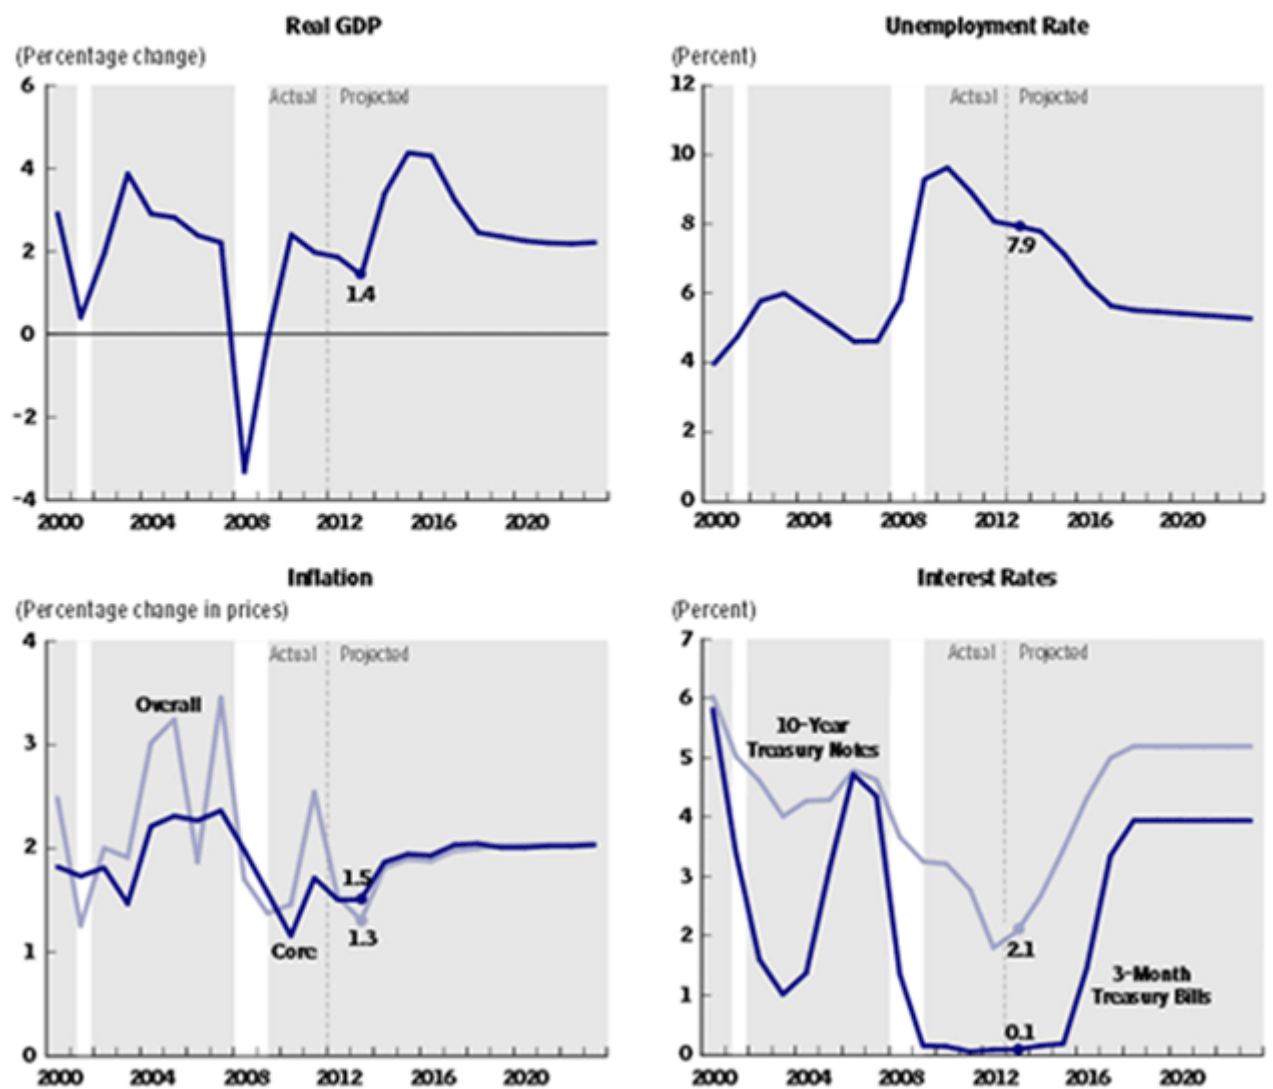 Real GDP
(Percentage change)
6
Actual Projected
4
2
1.4
0
-2
-4
2000 2004 2008 2012 2016 2020
Unemployment Rate
(Percent)
12
Actual Projected
10
8
7.9
6
4
2
0
2000 2004 2008 2012 2016 2020
Inflation
(Percentage change in prices)
4
Actual Projected
Overall
3
2
1.5
1.3
Core
1
0
2000 2004 2008 2012 2016 2020
Interest Rates
(Percent)
7
Actual Projected
6
10-Year
Treasury Notes
5
4
3
2
2.1
3-Month
Treasury Bills
1
0.1
0
2000 2004 2008 2012 2016 2020